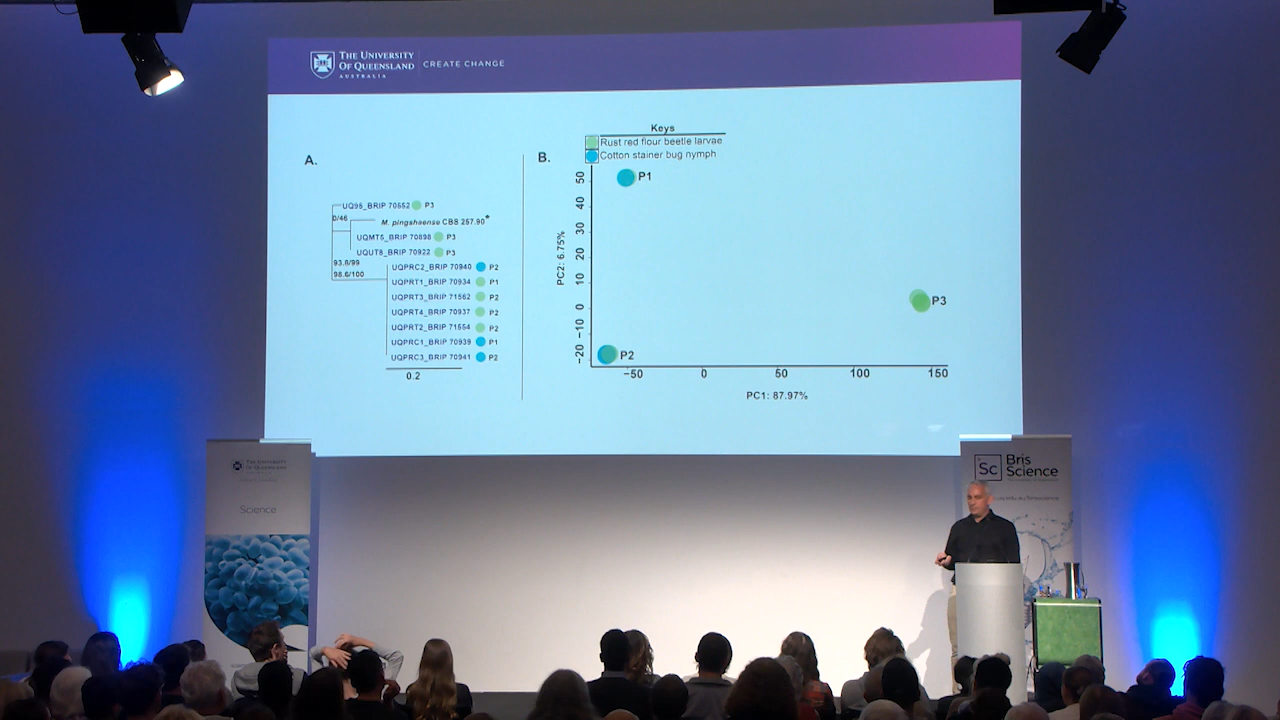 THE UNIVERSITY
OF QUEENSLAND
AUSTRALIA
CREATE CHANGE
A.
UQ95_BRIP 70552 P3
0/46
M. pingshaense CBS 257.90*
UQMT5_BRIP 70898 P3
UQUT8_BRIP 70922 P3
93.8/99
UQPRC2_BRIP 70940 P2
98.6/100
UQPRT1_BRIP 70934 P1
UQPRT3_BRIP 71562 P2
UQPRT4_BRIP 70937 P2
UQPRT2_BRIP 71554 P2
UQPRC1_BRIP 70939 P1
UQPRC3_BRIP 70941 P2
0.2
B.
Keys
Rust red flour beetle larvae
Cotton stainer bug nymph
PC2: 6.75%
50
40
30
20
10
0
−10
−20
P1
P3
P2
−50
0
50
100
150
PC1: 87.97%
THE UNIVERSITY
OF QUEENSLAND
Science
Sc
Bris
Science